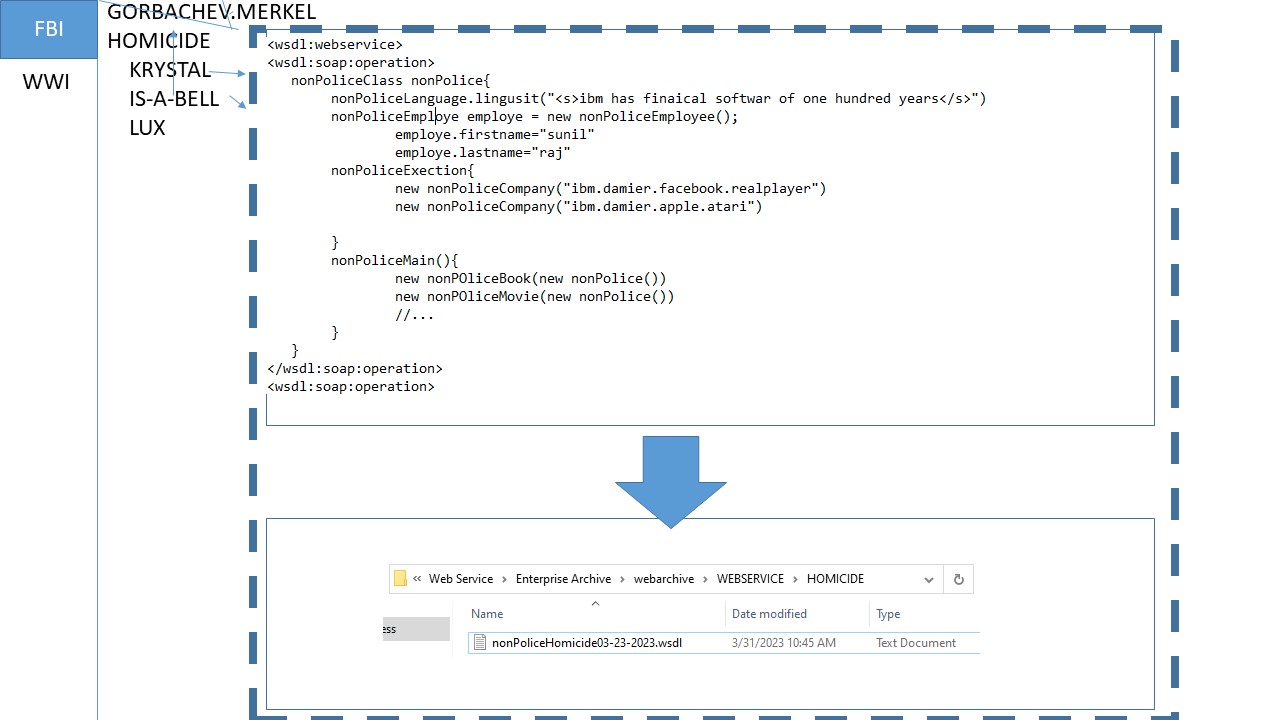 FBI
WWI
GORBACHEV.MERKEL
HOMICIDE
KRYSTAL
IS-A-BELL
LUX
<wsdl:webservice>
<wsdl:soap:operation>
nonPoliceClass nonPolice{
nonPoliceLanguage.lingusit("<s>ibm has finaical softwar of one hundred years</s>")
nonPoliceEmploye employe = new nonPoliceEmployee();
employe.firstname="sunil"
employe.lastname="raj"
nonPoliceExection{
new nonPoliceCompany("ibm.damier.facebook.realplayer")
new nonPoliceCompany("ibm.damier.apple.atari")
}
nonPoliceMain(){
new nonPOliceBook(new nonPolice())
new nonPOliceMovie(new nonPolice())
//...
}
}
</wsdl:soap:operation>
<wsdl:soap:operation>
« Web Service > Enterprise Archive > webarchive > WEBSERVICE > HOMICIDE
Name Date modified Type
ess
nonPoliceHomicide03-23-2023.wsdl 3/31/2023 10:45 AM Text Document